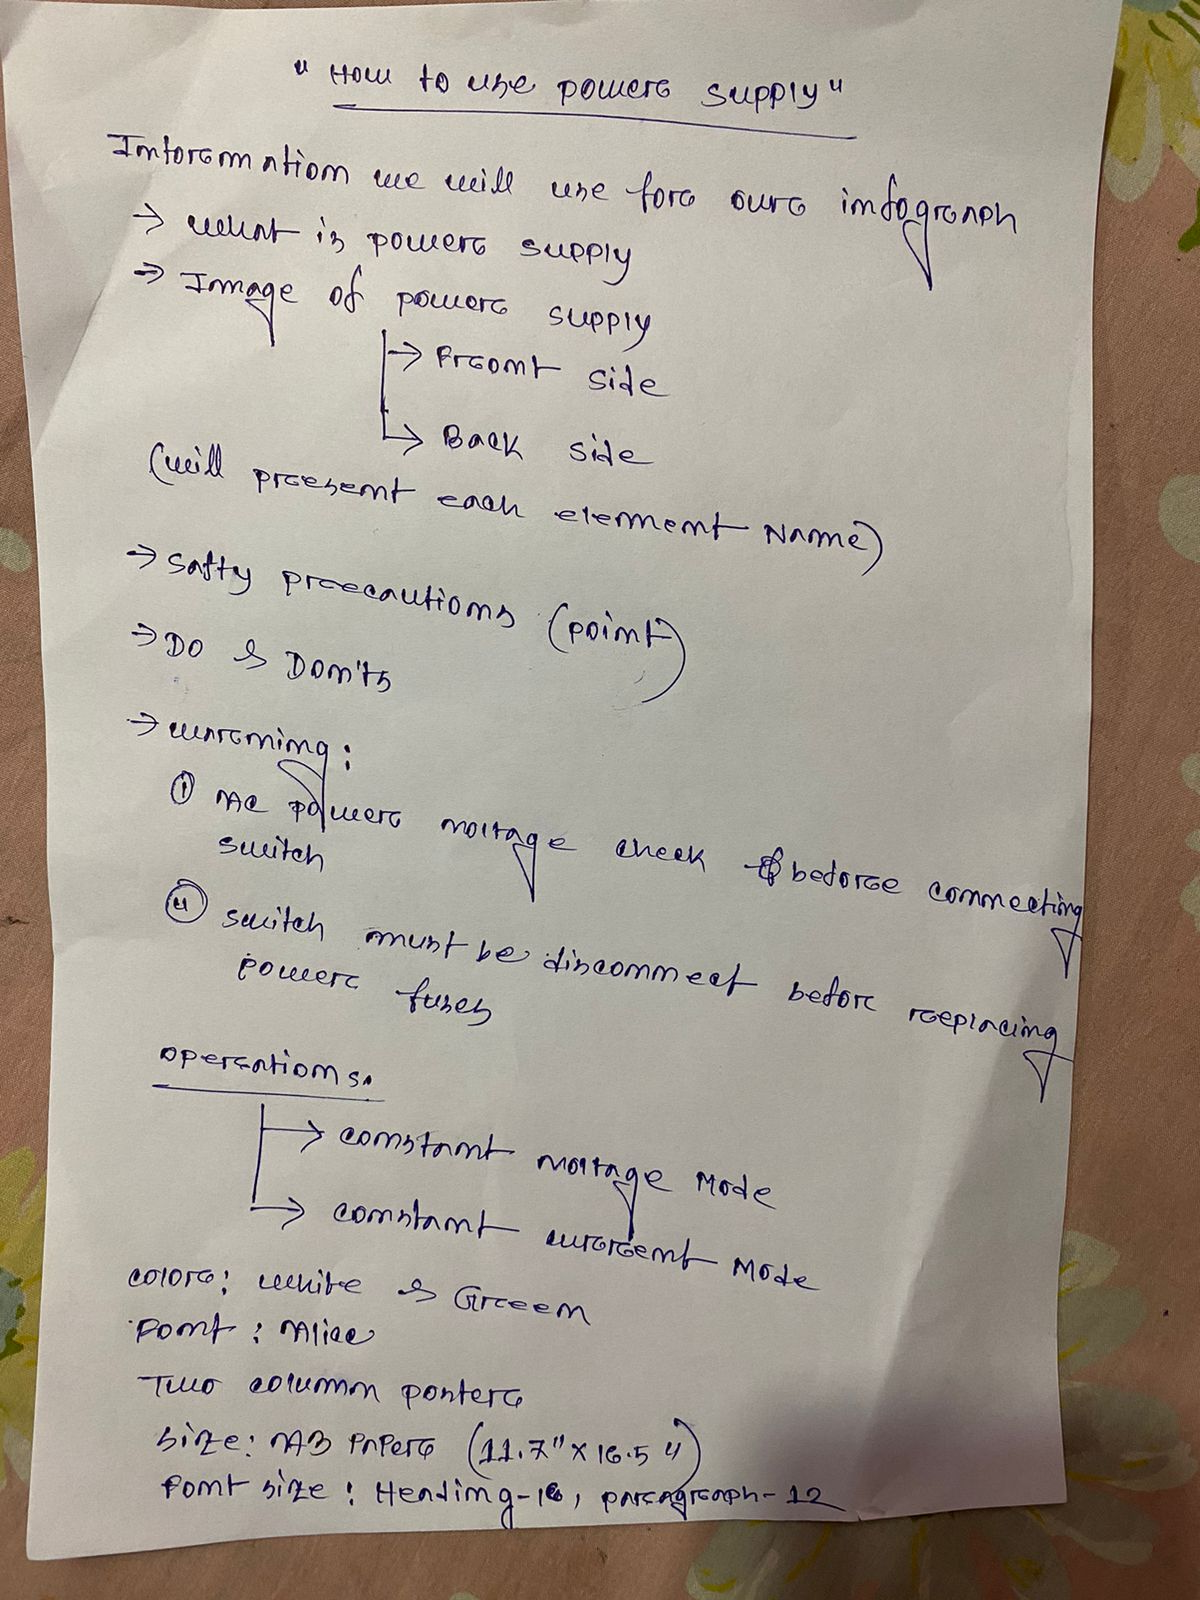 "How to use power supply"
Information we will use for our infograph
→ what is power supply
→ Image of power supply
→ Front side
→ Back side
(will present each element Name)
→ Safty precautions (point)
→ Do & Don'ts
→ warning:
① AC power voltage check before connecting
switch
② switch must be disconnect before replacing
power fuses
operations.
→ constant voltage Mode
→ constant current Mode
color: white & Green
Font: Alice
Two column poster
size: A3 Paper (11.7"x16.5")
Font size: Heading-16, paragraph-12